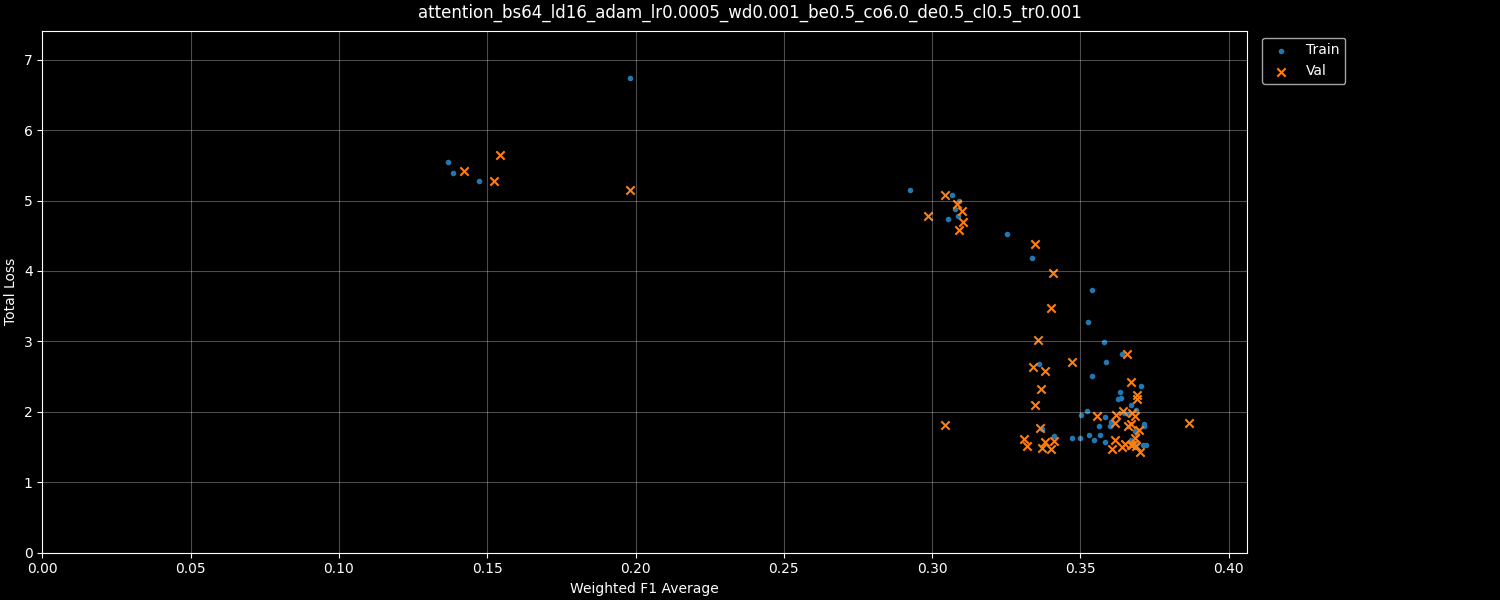 attention_bs64_ld16_adam_lr0.0005_wd0.001_be0.5_co6.0_de0.5_cl0.5_tr0.001
Train
Val
7
6
5
4
3
2
1
0
Total Loss
0.00 0.05 0.10 0.15 0.20 0.25 0.30 0.35 0.40
Weighted F1 Average